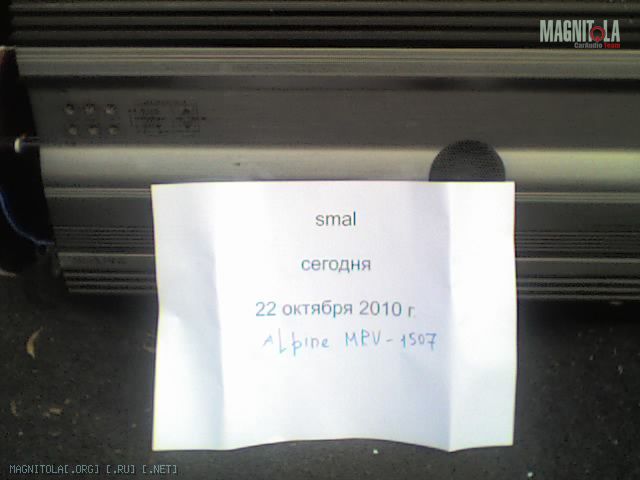 MAGNITOLA
CarAudio Team
smal
сегодня
22 октября 2010 г.
ALpine MRV-1507
MAGNITOLA[.ORG] [.RU] [.NET]